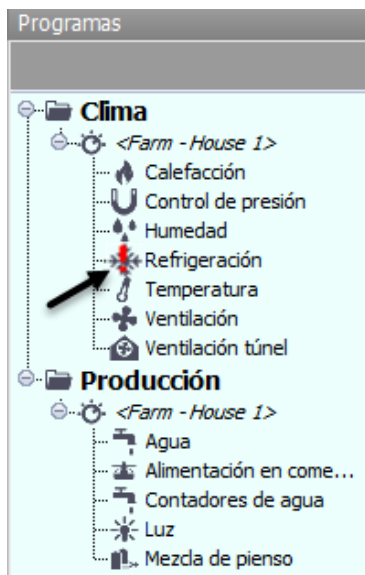 Programas
Clima
<Farm - House 1>
Calefacción
Control de presión
Humedad
Refrigeración
Temperatura
Ventilación
Ventilación túnel
Producción
<Farm - House 1>
Agua
Alimentación en come...
Contadores de agua
Luz
Mezcla de pienso